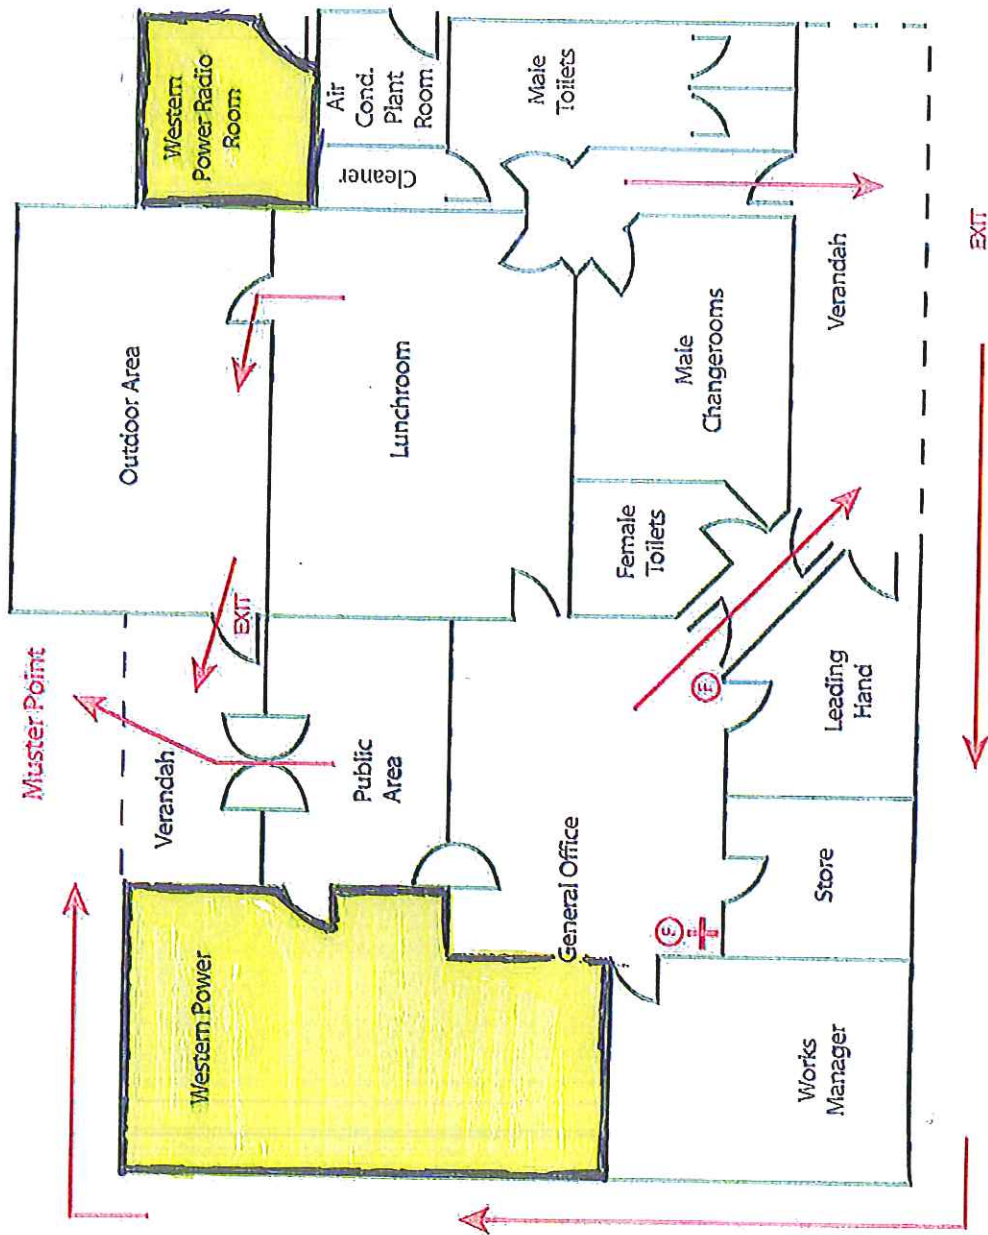 Muster Point
Outdoor Area
Verandah
Western
Power Radio
Room
Western Power
EXIT
Air
Cond.
Plant
Room
Public
Area
Lunchroom
Cleaner
Male
Toilets
General Office
Female
Toilets
F
F
Male
Changerooms
Works
Manager
Store
Leading
Hand
Verandah
EXIT